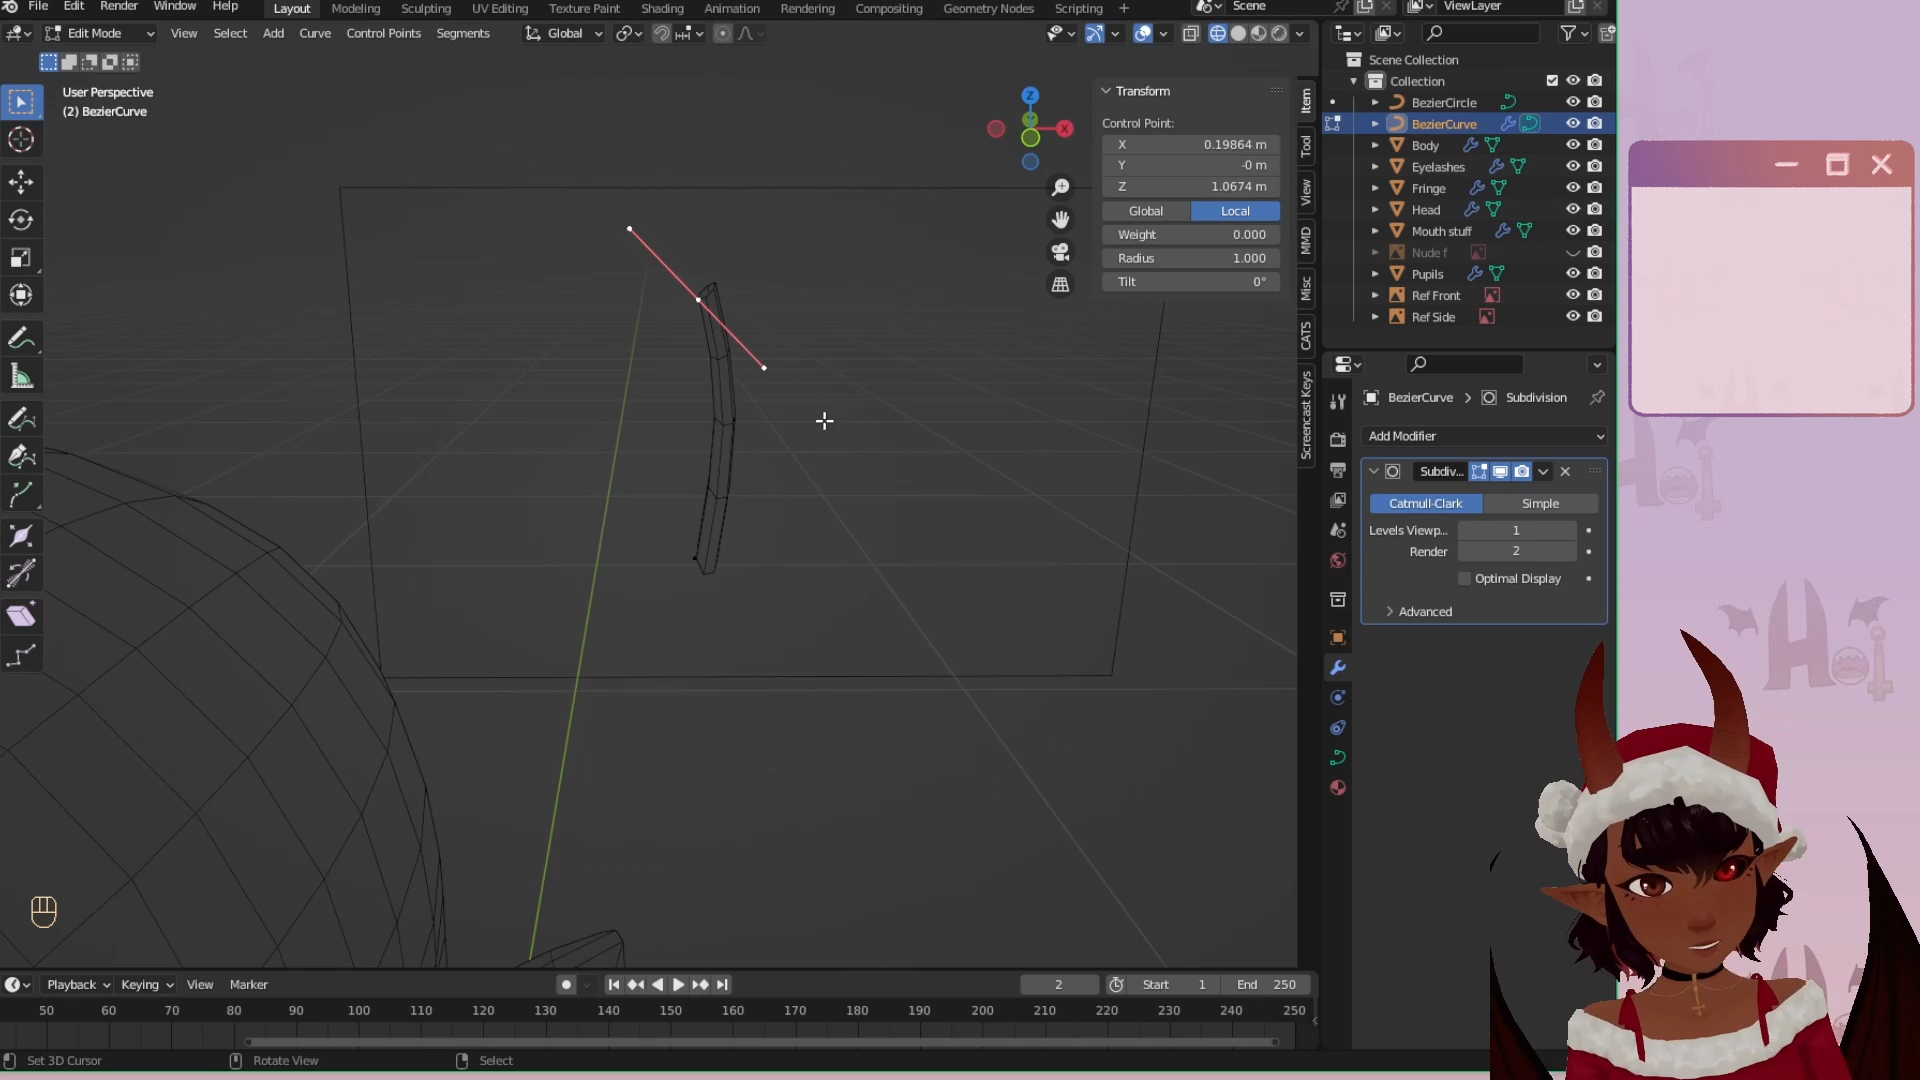 File Edit Render Window Help Layout Modeling Sculpting UV Editing Texture Paint Shading Animation Rendering Compositing Geometry Nodes Scripting + Scene ViewLayer
Edit Mode View Select Add Curve Control Points Segments Global
User Perspective
(2) BezierCurve
Z
X
Transform
Control Point:
X 0.19864 m
Y -0 m
Z 1.0674 m
Global Local
Weight 0.000
Radius 1.000
Tilt 0°
Item
Tool
View
MMD
Misc
CATS
Screencast Keys
Scene Collection
Collection
BezierCircle
BezierCurve
Body
Eyelashes
Fringe
Head
Mouth stuff
Nude f
Pupils
Ref Front
Ref Side
BezierCurve > Subdivision
Add Modifier
Subdiv...
Catmull-Clark Simple
Levels Viewp... 1
Render 2
Optimal Display
Advanced
Playback Keying View Marker 2 Start 1 End 250
50 60 70 80 90 100 110 120 130 140 150 160 170 180 190 200 210 220 230 240 250
Set 3D Cursor Rotate View Select